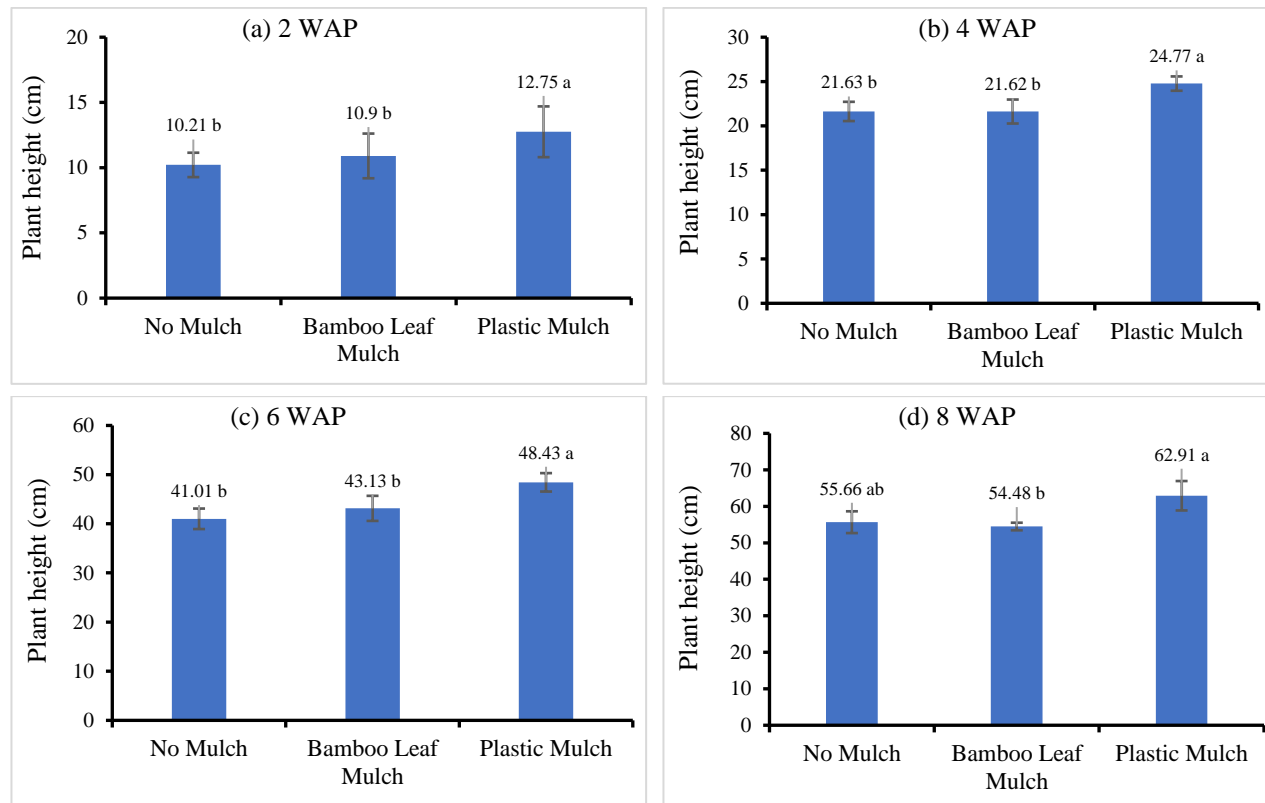 (a) 2 WAP
Plant height (cm)
20
15
10
5
0
10.21 b
10.9 b
12.75 a
No Mulch
Bamboo Leaf
Mulch
Plastic Mulch
(b) 4 WAP
Plant height (cm)
30
25
20
15
10
5
0
21.63 b
21.62 b
24.77 a
No Mulch
Bamboo Leaf
Mulch
Plastic Mulch
(c) 6 WAP
Plant height (cm)
60
50
40
30
20
10
0
41.01 b
43.13 b
48.43 a
No Mulch
Bamboo Leaf
Mulch
Plastic Mulch
(d) 8 WAP
Plant height (cm)
80
70
60
50
40
30
20
10
0
55.66 ab
54.48 b
62.91 a
No Mulch
Bamboo Leaf
Mulch
Plastic Mulch